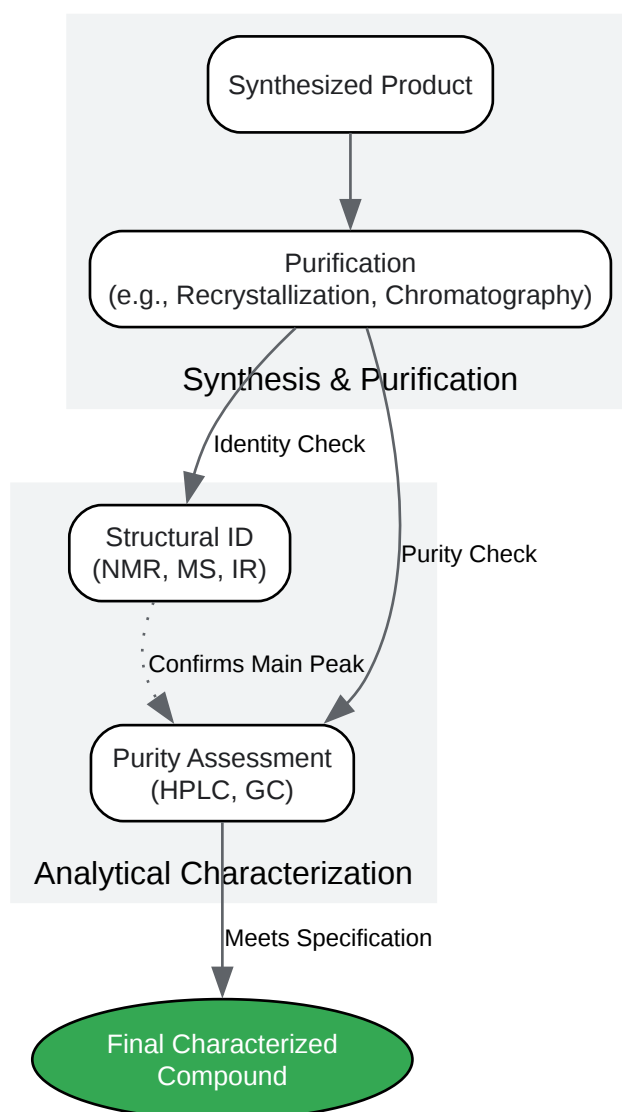 Synthesized Product
Purification
(e.g., Recrystallization, Chromatography)
Synthesis & Purification
Identity Check
Structural ID
(NMR, MS, IR)
Purity Check
Confirms Main Peak
Purity Assessment
(HPLC, GC)
Analytical Characterization
Meets Specification
Final Characterized
Compound